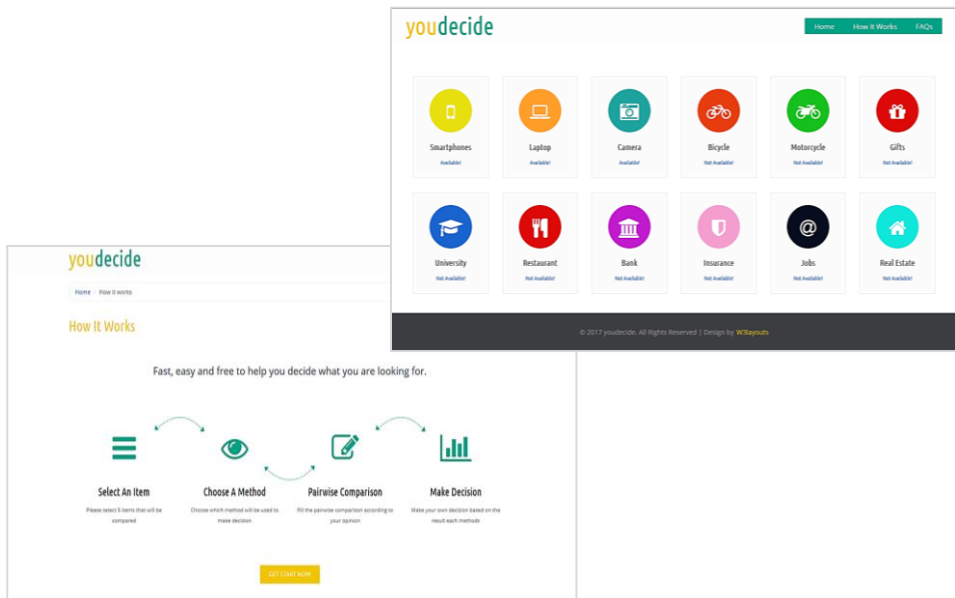 youdecide
Home How It Works FAQs
Smartphones Laptop Camera Bicycle Motorcycle Gifts
Available! Available! Available! Not Available! Not Available! Not Available!
University Restaurant Bank Insurance Jobs Real Estate
Not Available! Not Available! Not Available! Not Available! Not Available! Not Available!
© 2017 youdecide. All Rights Reserved | Design by W3layouts
youdecide
Home / How it works
How It Works
Fast, easy and free to help you decide what you are looking for.
Select An Item Choose A Method Pairwise Comparison Make Decision
Please select 5 items that will be Choose which method will be used to Fill the pairwise comparison according to Make your own decision based on the
compared make decision your opinion result each methods
GET START NOW